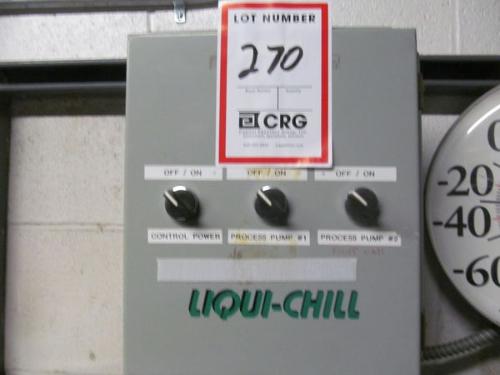 LOT NUMBER
270
CRG
OFF / ON OFF / ON OFF / ON
CONTROL POWER PROCESS PUMP #1 PROCESS PUMP #2
LIQUI-CHILL
-20
-40
-60